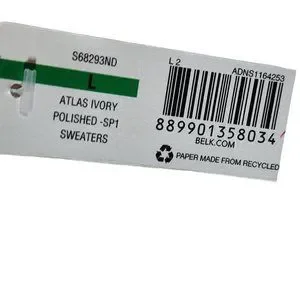 S68293ND
L
ATLAS IVORY
POLISHED -SP1
SWEATERS
L 2
ADNS1164253
889901358034
BELK.COM
PAPER MADE FROM RECYCLED